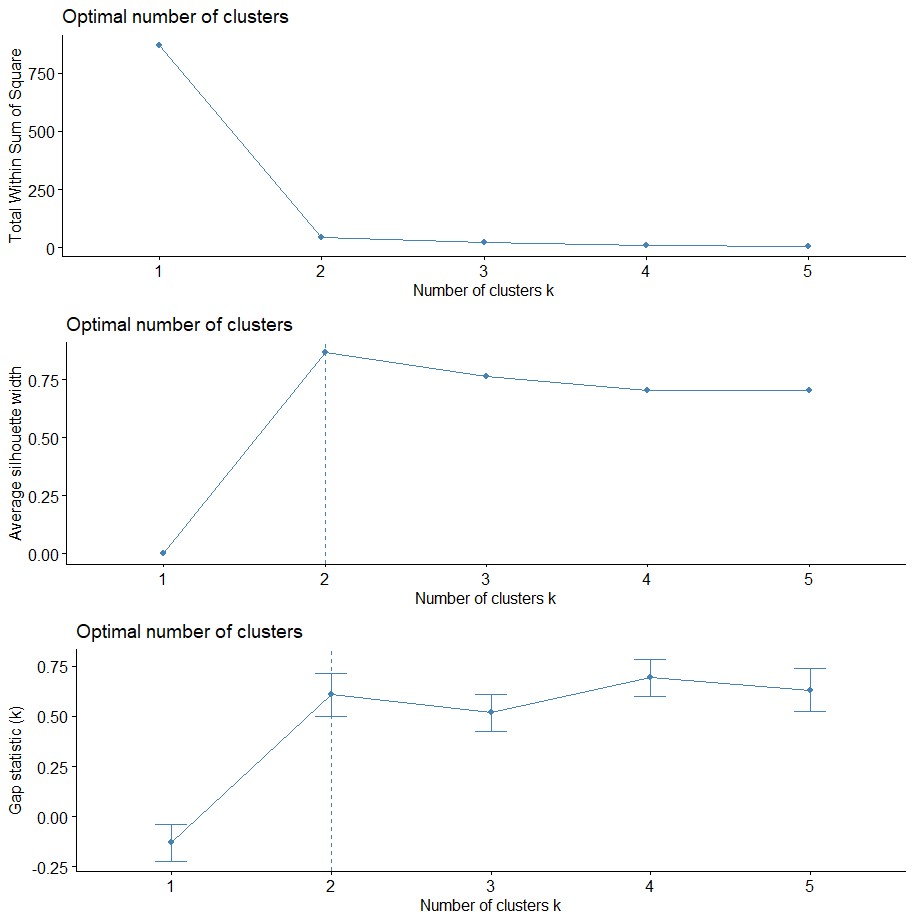 Optimal number of clusters
Total Within Sum of Square
750
500
250
0
1 2 3 4 5
Number of clusters k
Optimal number of clusters
Average silhouette width
0.75
0.50
0.25
0.00
1 2 3 4 5
Number of clusters k
Optimal number of clusters
Gap statistic (k)
0.75
0.50
0.25
0.00
-0.25
1 2 3 4 5
Number of clusters k